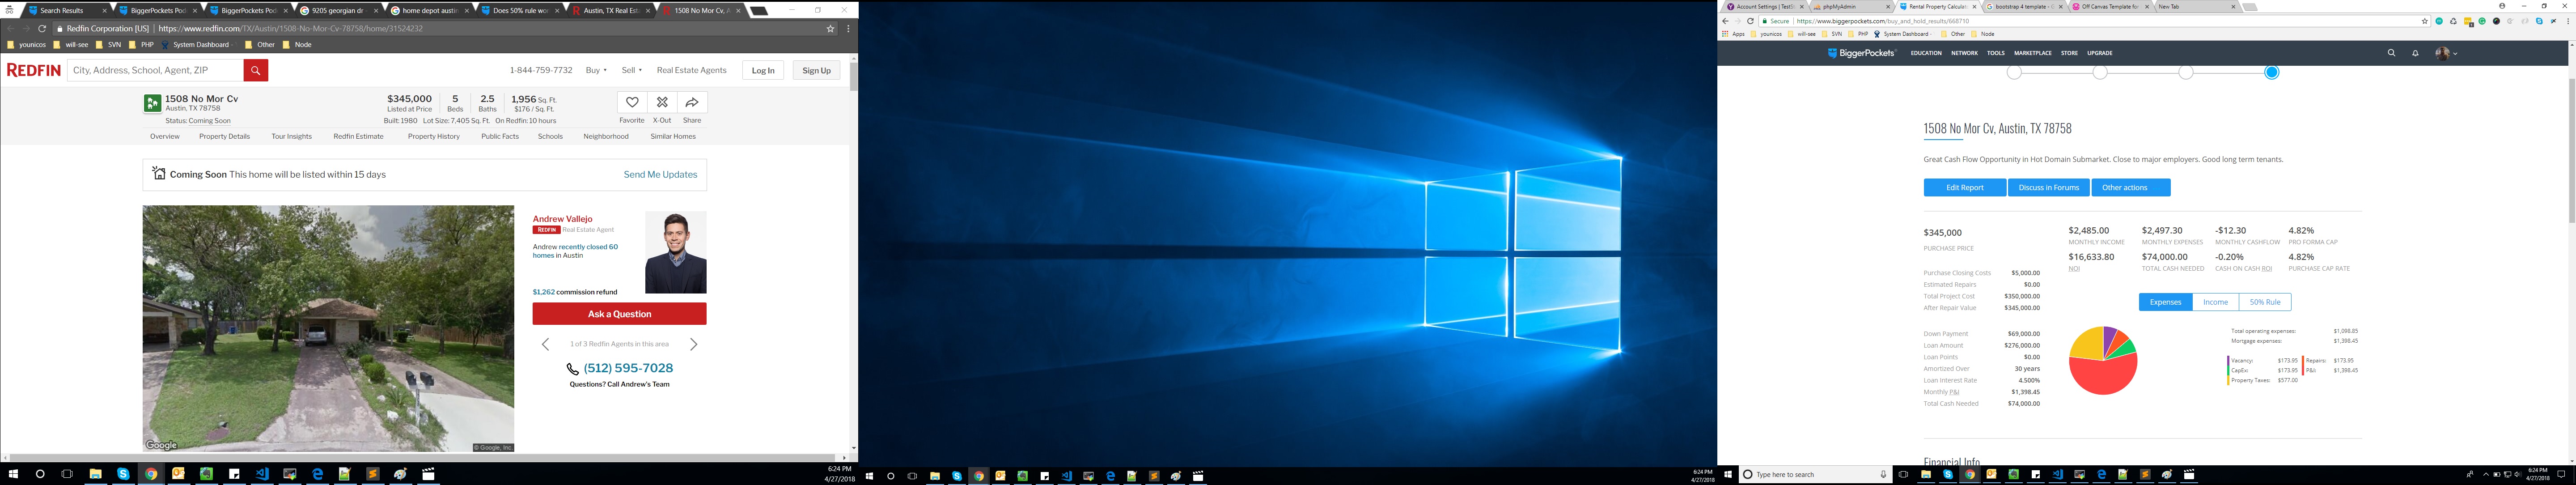 Search Results
BiggerPockets Pod
BiggerPockets Pod
9205 georgian dr
home depot austin
Does 50% rule wor
Austin, TX Real Est
1508 No Mor Cv, A
Redfin Corporation [US] | https://www.redfin.com/TX/Austin/1508-No-Mor-Cv-78758/home/31524232
younicos will-see SVN PHP System Dashboard Other Node
REDFIN
City, Address, School, Agent, ZIP
1-844-759-7732 Buy Sell Real Estate Agents Log In Sign Up
1508 No Mor Cv
Austin, TX 78758
Status: Coming Soon
$345,000 5 2.5 1,956 Sq. Ft.
Listed at Price Beds Baths $176 / Sq. Ft.
Built: 1980 Lot Size: 7,405 Sq. Ft. On Redfin: 10 hours
Favorite X-Out Share
Overview Property Details Tour Insights Redfin Estimate Property History Public Facts Schools Neighborhood Similar Homes
Coming Soon This home will be listed within 15 days Send Me Updates
Google
© Google, Inc.
Andrew Vallejo
REDFIN Real Estate Agent
Andrew recently closed 60
homes in Austin
$1,262 commission refund
Ask a Question
1 of 3 Redfin Agents in this area
(512) 595-7028
Questions? Call Andrew's Team
6:24 PM
4/27/2018
6:24 PM
4/27/2018
Account Settings | TestS
phpMyAdmin
Rental Property Calculat
bootstrap 4 template - G
Off Canvas Template for
New Tab
Secure | https://www.biggerpockets.com/buy_and_hold_results/668710
Apps younicos will-see SVN PHP System Dashboard Other Node
BiggerPockets
EDUCATION NETWORK TOOLS MARKETPLACE STORE UPGRADE
1508 No Mor Cv, Austin, TX 78758
Great Cash Flow Opportunity in Hot Domain Submarket. Close to major employers. Good long term tenants.
Edit Report Discuss in Forums Other actions
$345,000
PURCHASE PRICE
Purchase Closing Costs $5,000.00
Estimated Repairs $0.00
Total Project Cost $350,000.00
After Repair Value $345,000.00
Down Payment $69,000.00
Loan Amount $276,000.00
Loan Points $0.00
Amortized Over 30 years
Loan Interest Rate 4.500%
Monthly P&I $1,398.45
Total Cash Needed $74,000.00
$2,485.00 $2,497.30 -$12.30 4.82%
MONTHLY INCOME MONTHLY EXPENSES MONTHLY CASHFLOW PRO FORMA CAP
$16,633.80 $74,000.00 -0.20% 4.82%
NOI TOTAL CASH NEEDED CASH ON CASH ROI PURCHASE CAP RATE
Expenses Income 50% Rule
Total operating expenses: $1,098.85
Mortgage expenses: $1,398.45
Vacancy: $173.95 Repairs: $173.95
CapEx: $173.95 P&I: $1,398.45
Property Taxes: $577.00
Financial Info
Type here to search
6:24 PM
4/27/2018